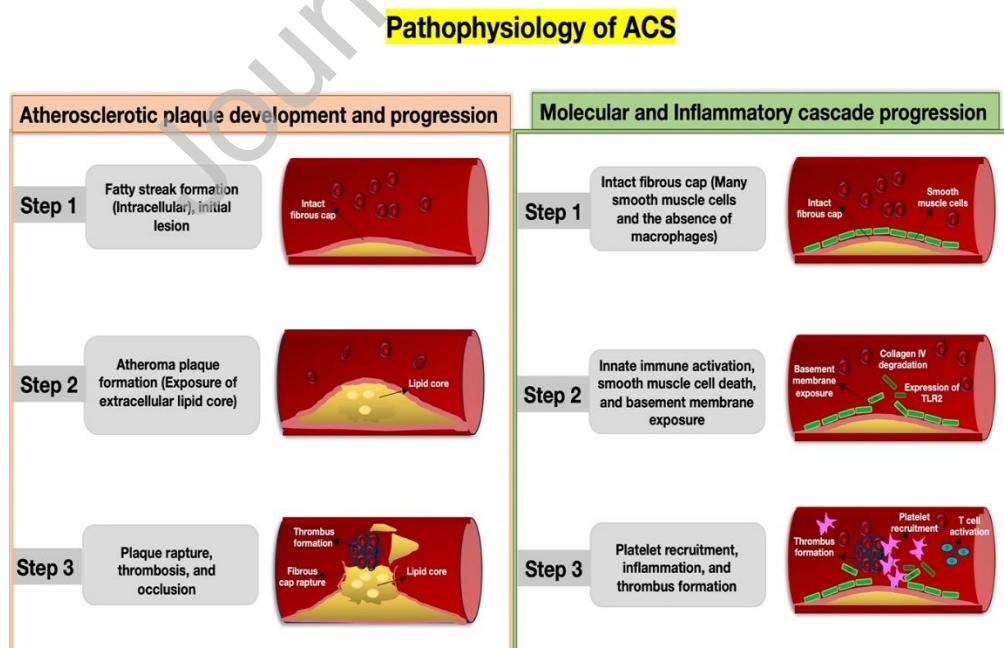 Pathophysiology of ACS
Journ
Atherosclerotic plaque development and progression
Step 1
Fatty streak formation
(Intracellular), initial
lesion
Intact
fibrous cap
Step 2
Atheroma plaque
formation (Exposure of
extracellular lipid core)
Lipid core
Step 3
Plaque rapture,
thrombosis, and
occlusion
Thrombus
formation
Fibrous
cap rapture
Lipid core
Molecular and Inflammatory cascade progression
Step 1
Intact fibrous cap (Many
smooth muscle cells
and the absence of
macrophages)
Intact
fibrous cap
Smooth
muscle cells
Step 2
Innate immune activation,
smooth muscle cell death,
and basement membrane
exposure
Basement
membrane
exposure
Collagen IV
degradation
Expression of
TLR2
Step 3
Platelet recruitment,
inflammation, and
thrombus formation
Thrombus
formation
Platelet
recruitment
T cell
activation